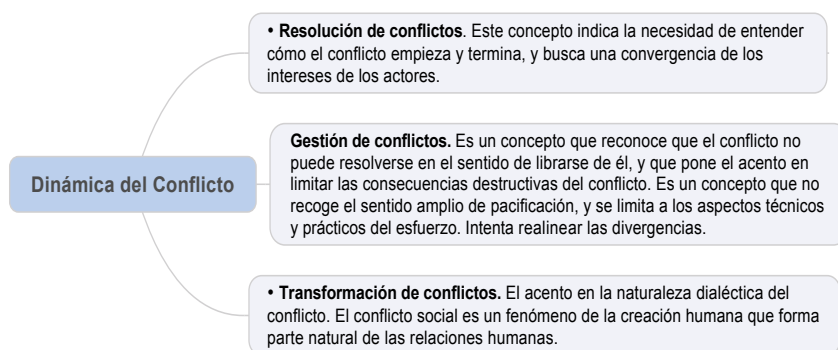 • Resolución de conflictos. Este concepto indica la necesidad de entender
cómo el conflicto empieza y termina, y busca una convergencia de los
intereses de los actores.
Gestión de conflictos. Es un concepto que reconoce que el conflicto no
puede resolverse en el sentido de librarse de él, y que pone el acento en
limitar las consecuencias destructivas del conflicto. Es un concepto que no
recoge el sentido amplio de pacificación, y se limita a los aspectos técnicos
y prácticos del esfuerzo. Intenta realinear las divergencias.
Dinámica del Conflicto
• Transformación de conflictos. El acento en la naturaleza dialéctica del
conflicto. El conflicto social es un fenómeno de la creación humana que forma
parte natural de las relaciones humanas.